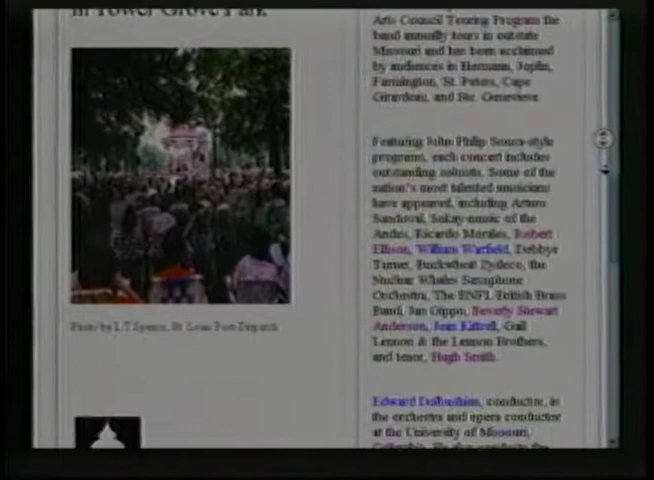 in Tower Grove Park
Photo by L.T. Spence, St. Louis Post-Dispatch
Arts Council Touring Program the
band annually tours in outstate
Missouri and has been acclaimed
by audiences in Hermann, Joplin,
Farmington, St. Peters, Cape
Girardeau, and Ste. Genevieve.
Featuring John Philip Sousa-style
programs, each concert includes
outstanding soloists. Some of the
nation's most talented musicians
have appeared, including Arturo
Sandoval, Sukay-music of the
Andes, Ricardo Morales, Robert
Ellison, William Warfield, Debbye
Turner, Buckwheat Zydeco, the
Nuclear Whales Saxophone
Orchestra, The BNFL British Brass
Band, Jan Gippo, Beverly Stewart
Anderson, Jean Kittrell, Gail
Lennon & the Lennon Brothers,
and tenor, Hugh Smith.
Edward Dolbashian, conductor, is
the orchestra and opera conductor
at the University of Missouri,
Columbia. He also conducts the